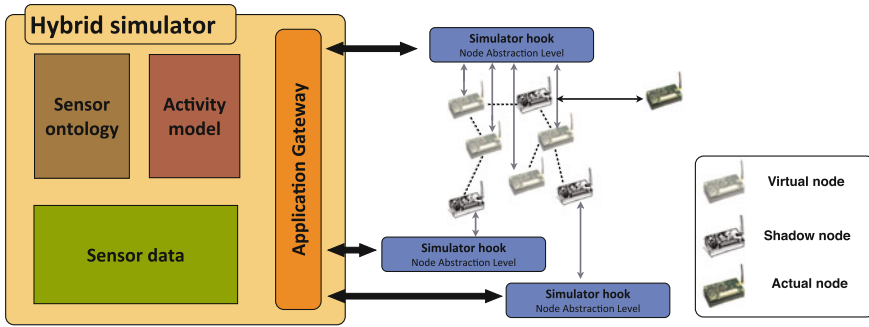 Hybrid simulator
Sensor
ontology
Activity
model
Sensor data
Application Gateway
Simulator hook
Node Abstraction Level
Simulator hook
Node Abstraction Level
Simulator hook
Node Abstraction Level
Virtual node
Shadow node
Actual node